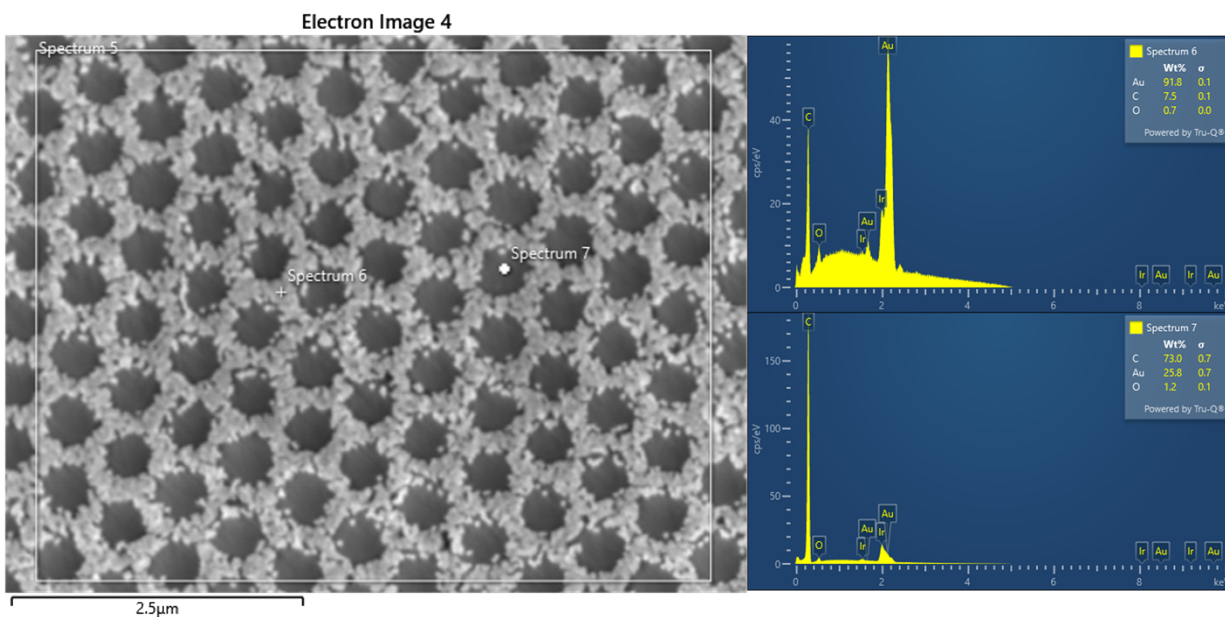 Electron Image 4
Spectrum 5
Spectrum 7
Spectrum 6
2.5µm
Au
C
O
Ir
Au
Ir
Ir
Au
Ir
Au
cps/eV
40
20
0
0
2
4
6
8
keV
Spectrum 6
Wt% σ
Au 91.8 0.1
C 7.5 0.1
O 0.7 0.0
Powered by Tru-Q®
C
O
Au
Ir
Ir
Au
Ir
Au
Ir
Au
cps/eV
150
100
50
0
0
2
4
6
8
Spectrum 7
Wt% σ
C 73.0 0.7
Au 25.8 0.7
O 1.2 0.1
Powered by Tru-Q®